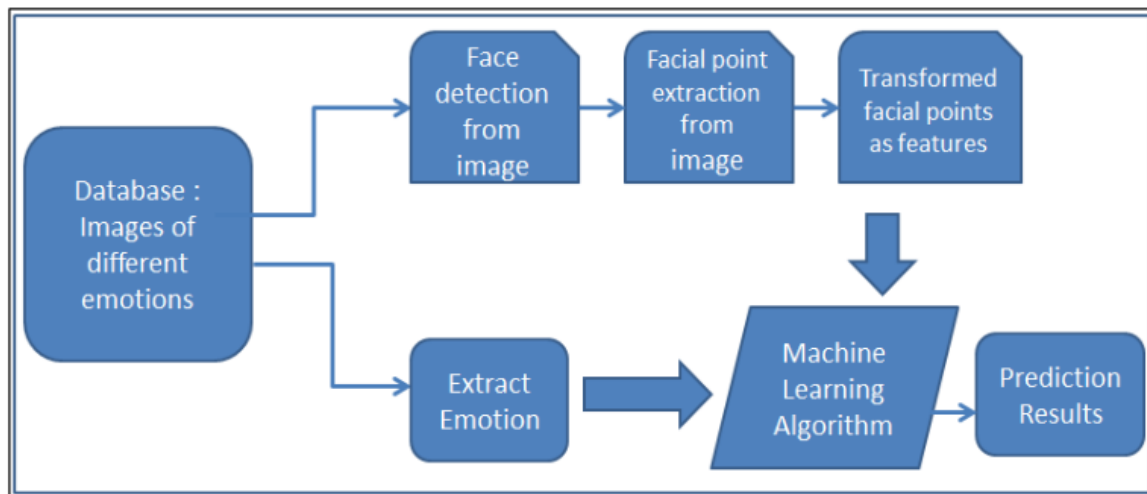 Face
detection
from
image
Facial point
extraction
from
image
Transformed
facial points
as features
Database :
Images of
different
emotions
Extract
Emotion
Machine
Learning
Algorithm
Prediction
Results